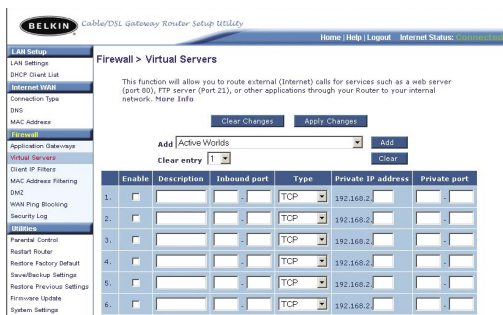 BELKIN Cable/DSL Gateway Router Setup Utility
Home | Help | Logout Internet Status: Connected
LAN Setup
LAN Settings
DHCP Client List
Internet WAN
Connection Type
DNS
MAC Address
Firewall
Application Gateways
Virtual Servers
Client IP Filters
MAC Address Filtering
DMZ
WAN Ping Blocking
Security Log
Utilities
Parental Control
Restart Router
Restore Factory Default
Save/Backup Settings
Restore Previous Settings
Firmware Update
System Settings
Firewall > Virtual Servers
This function will allow you to route external (Internet) calls for services such as a web server
(port 80), FTP server (Port 21), or other applications through your Router to your internal
network. More Info
Clear Changes Apply Changes
Add Active Worlds Add
Clear entry 1 Clear
Enable Description Inbound port Type Private IP address Private port
1. - TCP 192.168.2. -
2. - TCP 192.168.2. -
3. - TCP 192.168.2. -
4. - TCP 192.168.2. -
5. - TCP 192.168.2. -
6. - TCP 192.168.2. -